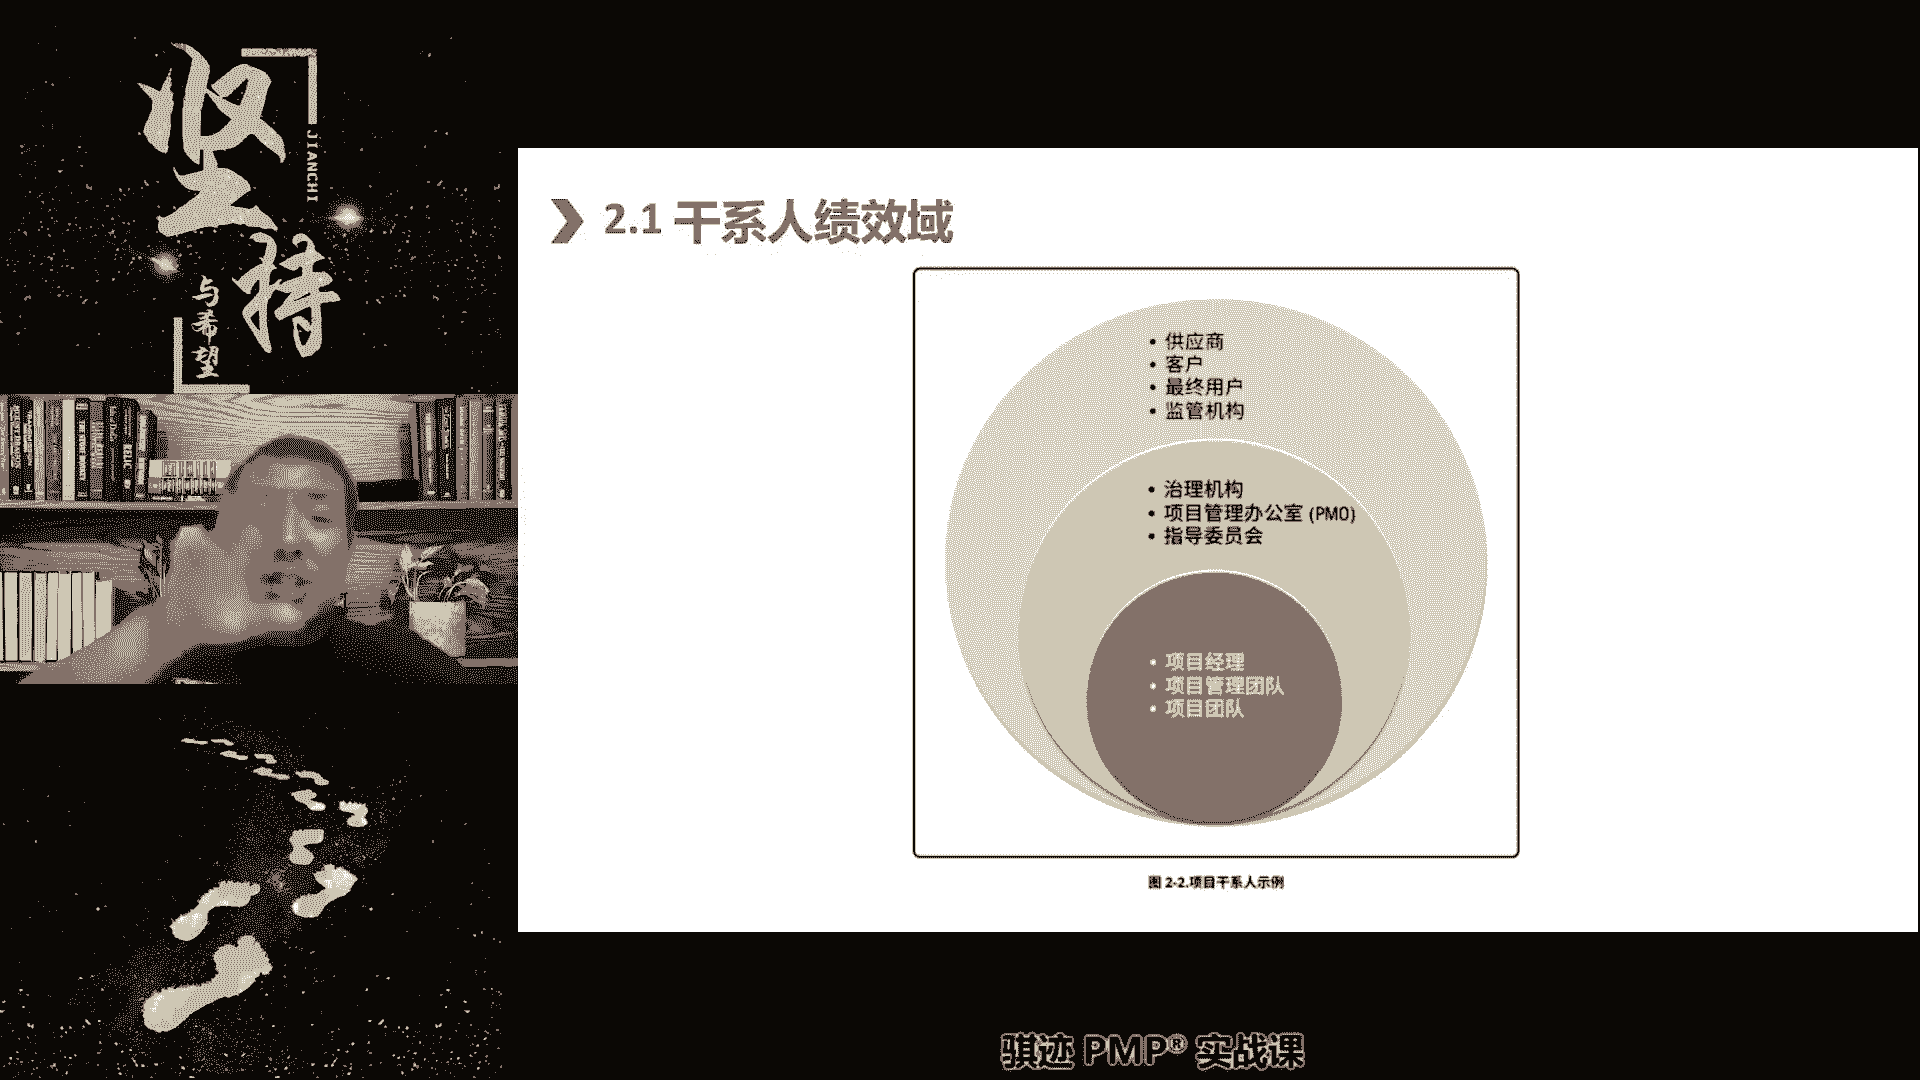 坚持
JIANCHI
与希望
2.1 干系人绩效域
• 供应商
• 客户
• 最终用户
• 监管机构
• 治理机构
• 项目管理办公室 (PMO)
• 指导委员会
• 项目经理
• 项目管理团队
• 项目团队
图 2-2.项目干系人示例
骐迹 PMP® 实战课